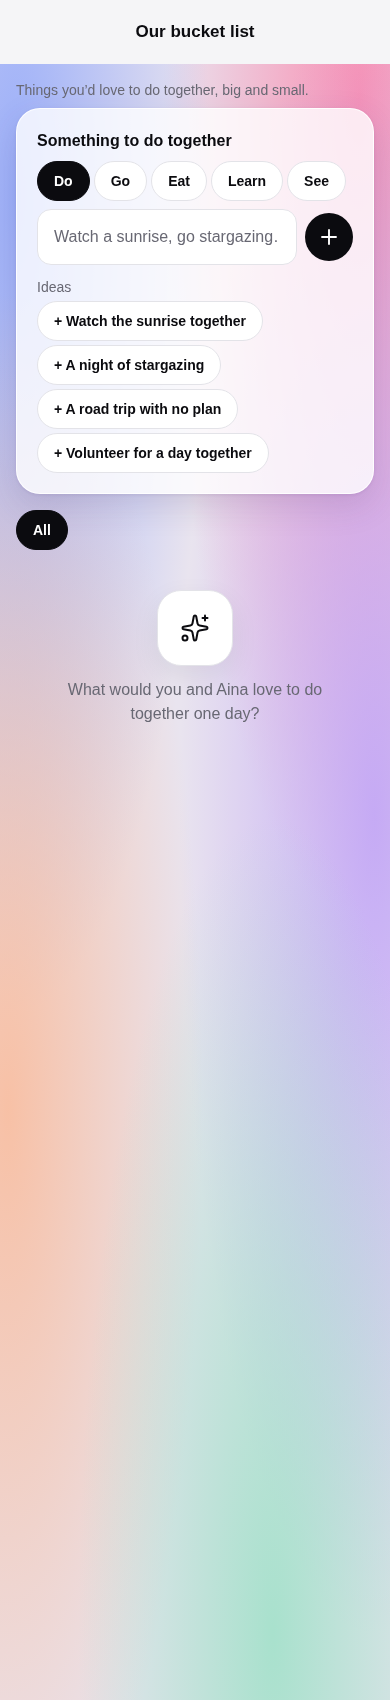 Our bucket list
Things you'd love to do together, big and small.
Something to do together
Do Go Eat Learn See
Watch a sunrise, go stargazing.
Ideas
+ Watch the sunrise together
+ A night of stargazing
+ A road trip with no plan
+ Volunteer for a day together
All
What would you and Aina love to do
together one day?